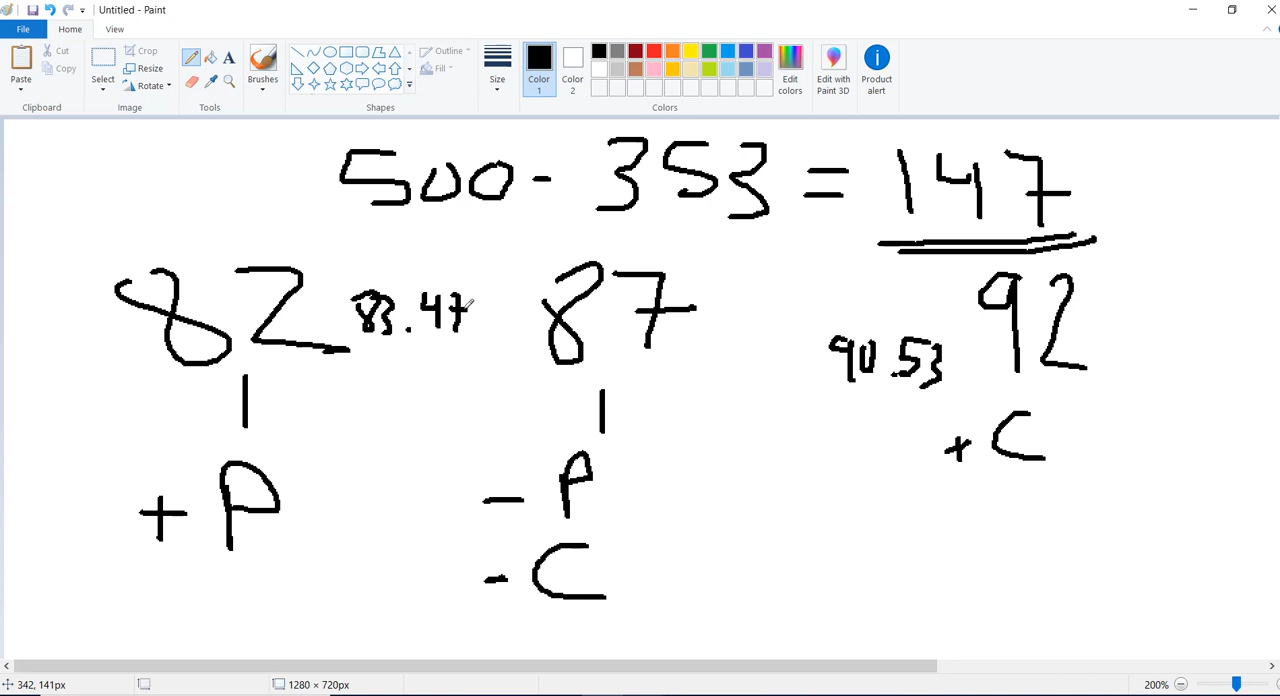 Untitled - Paint
File Home View
Paste
Cut
Copy
Clipboard
Select
Crop
Resize
Rotate
Image
A
Tools
Brushes
Outline
Fill
Shapes
Size
Color 1
Color 2
Edit colors
Colors
Edit with Paint 3D
Product alert
500 - 353 = 147
82 83.47 87 90.53 92
+ P - P + C
- C
342, 141px 1280 × 720px 200%